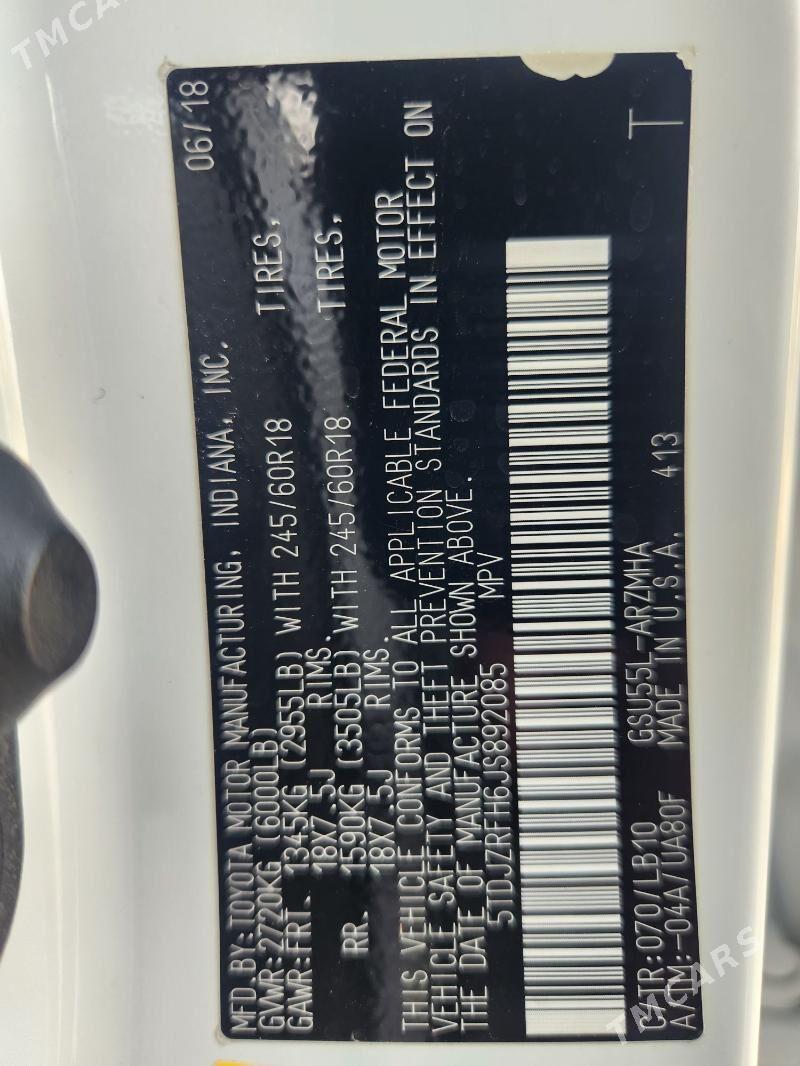 TMCARS
06/18
MFD BY: TOYOTA MOTOR MANUFACTURING, INDIANA, INC.
GVWR: 2720KG (6000LB)
GAWR: FRT. 1345KG (2955LB) WITH 245/60R18 TIRES,
18X7.5J RIMS.
RR. 1590KG (3505LB) WITH 245/60R18 TIRES,
18X7.5J RIMS.
THIS VEHICLE CONFORMS TO ALL APPLICABLE FEDERAL MOTOR
VEHICLE SAFETY AND THEFT PREVENTION STANDARDS IN EFFECT ON
THE DATE OF MANUFACTURE SHOWN ABOVE.
5TDJZRFH6JS892085 MPV
C/TR: 070/LB10 GSU55L-ARZMHA T
A/TM: -04A/UA80F MADE IN U.S.A. 413
TMCARS
TMCARS